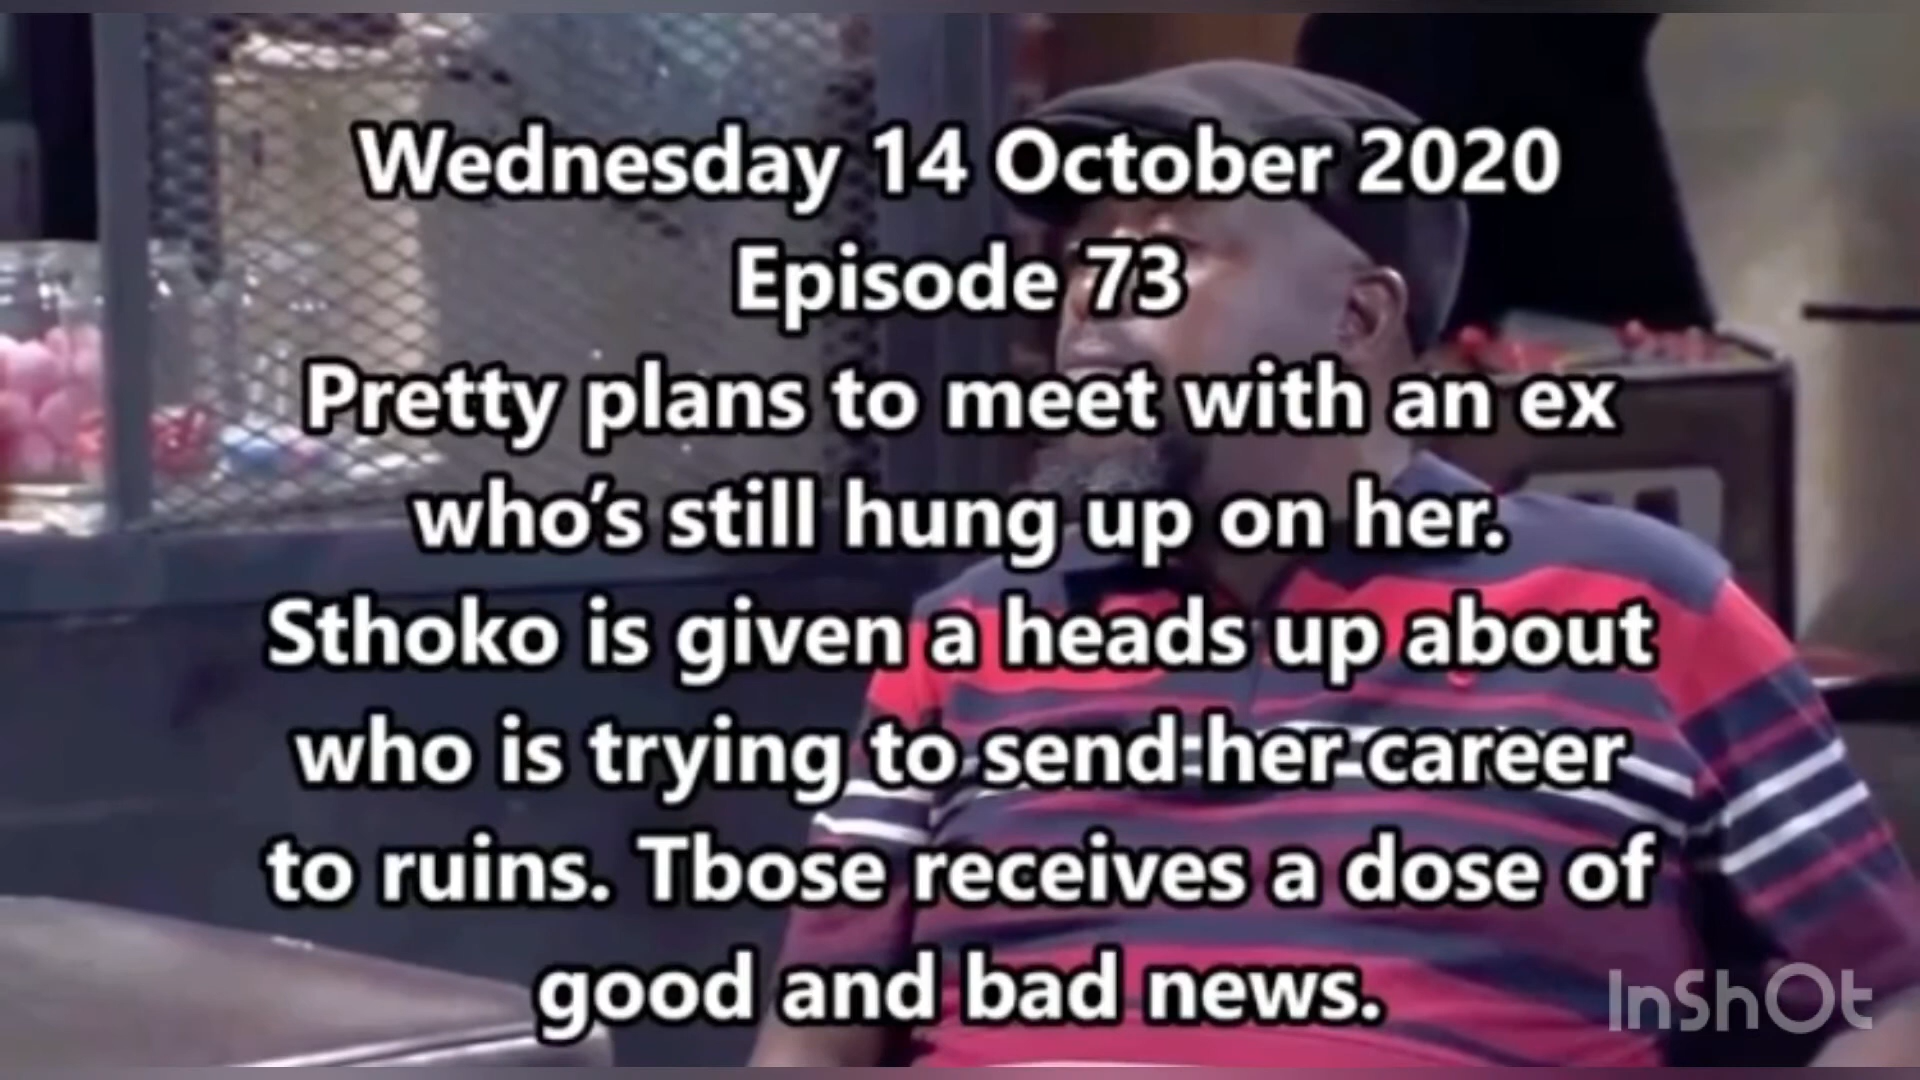 Wednesday 14 October 2020
Episode 73
Pretty plans to meet with an ex
who’s still hung up on her.
Sthoko is given a heads up about
who is trying to send her career
to ruins. Tbose receives a dose of
good and bad news.
InShOt